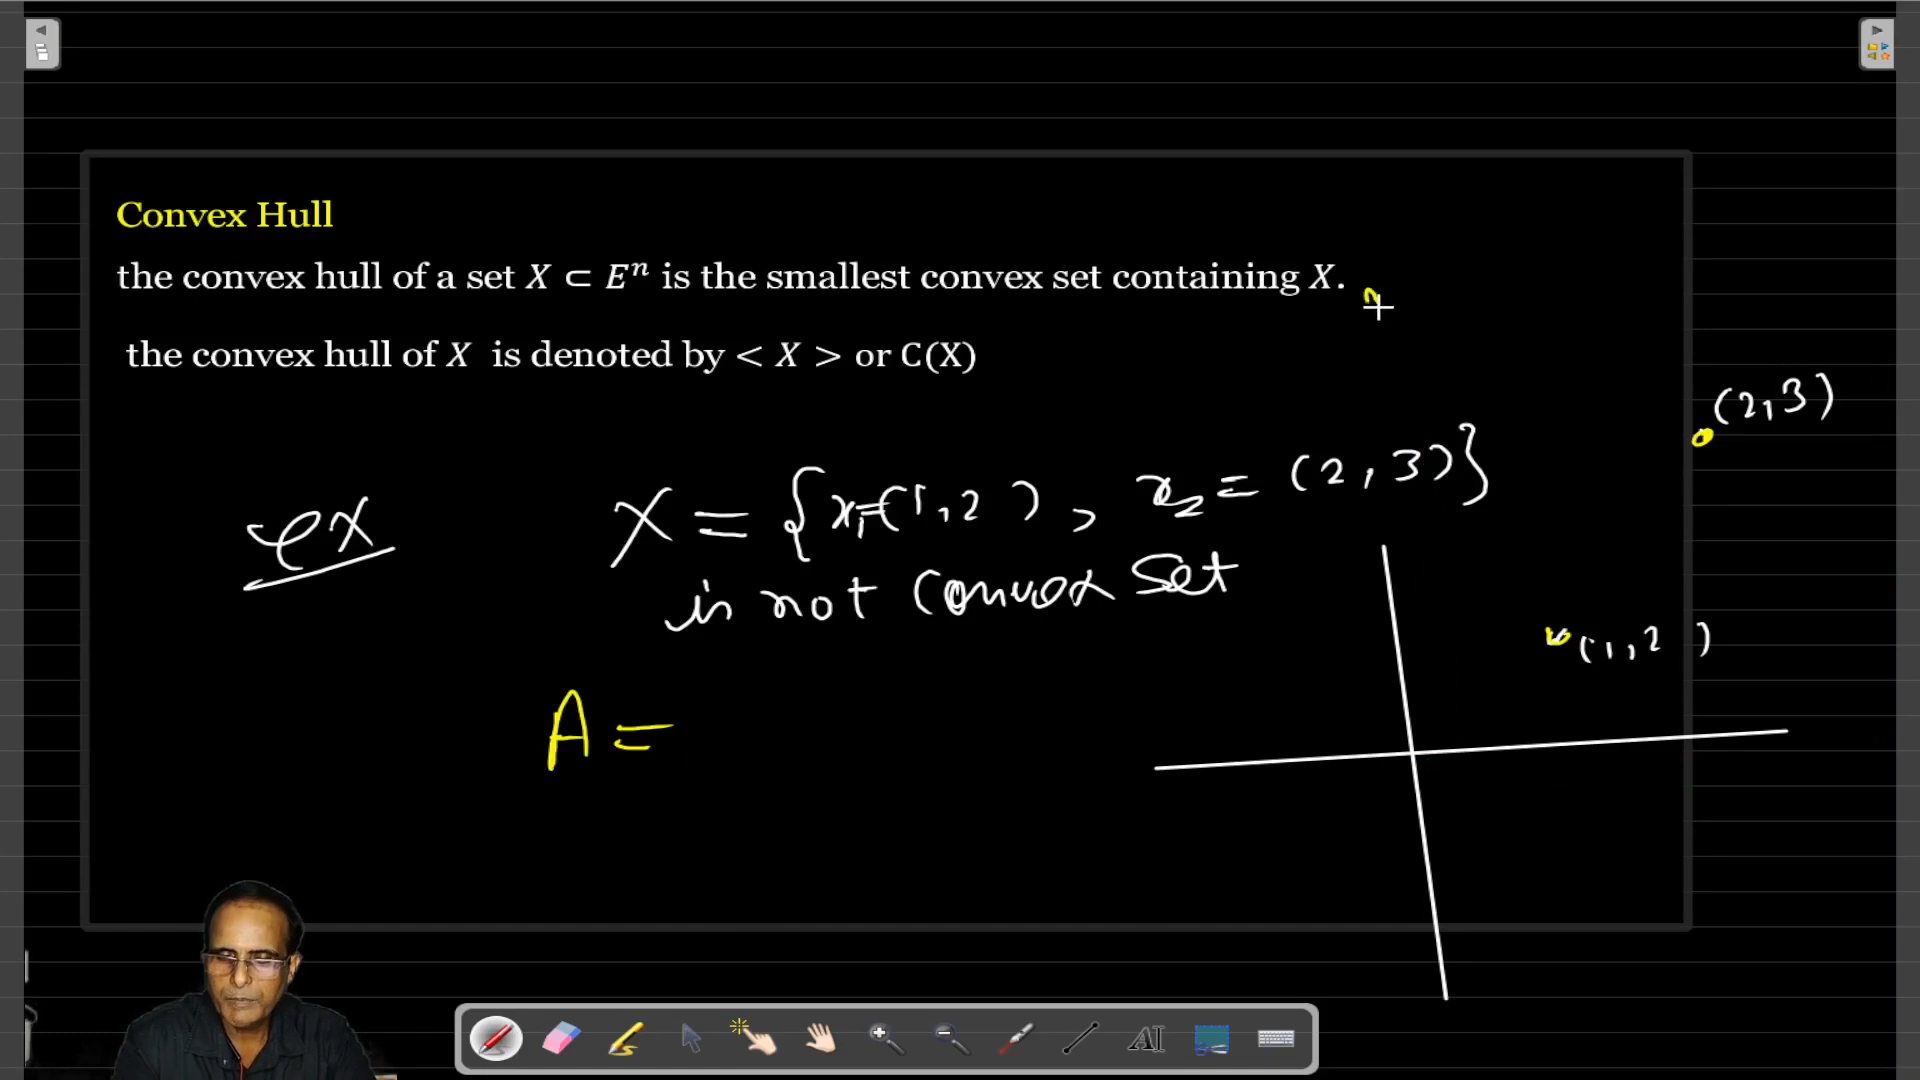 Convex Hull
the convex hull of a set X ⊂ Eⁿ is the smallest convex set containing X.
the convex hull of X is denoted by < X > or C(X)
(2,3)
ex X = {x₁=(1,2), x₂ = (2,3)}
is not convex set
(1,2)
A =
AI